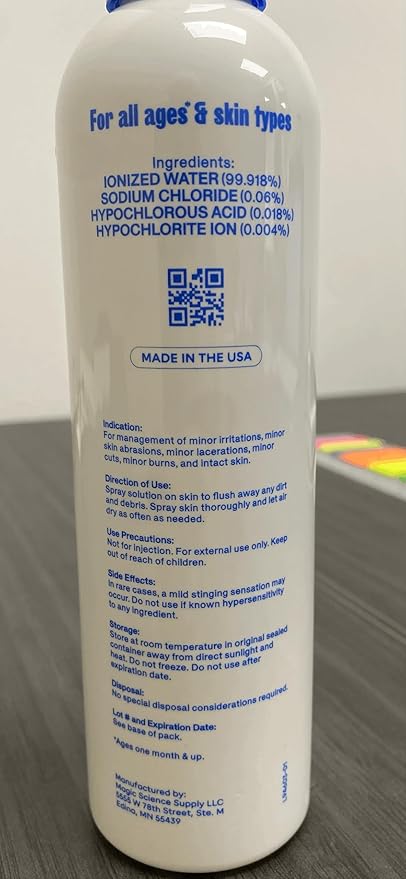 For all ages* & skin types
Ingredients:
IONIZED WATER (99.918%)
SODIUM CHLORIDE (0.06%)
HYPOCHLOROUS ACID (0.018%)
HYPOCHLORITE ION (0.004%)
MADE IN THE USA
Indication:
For management of minor irritations, minor
skin abrasions, minor lacerations, minor
cuts, minor burns, and intact skin.
Direction of Use:
Spray solution on skin to flush away any dirt
and debris. Spray skin thoroughly and let air
dry as often as needed.
Use Precautions:
Not for injection. For external use only. Keep
out of reach of children.
Side Effects:
In rare cases, a mild stinging sensation may
occur. Do not use if known hypersensitivity
to any ingredient.
Storage:
Store at room temperature in original sealed
container away from direct sunlight and
heat. Do not freeze. Do not use after
expiration date.
Disposal:
No special disposal considerations required.
Lot # and Expiration Date:
See base of pack.
*Ages one month & up.
Manufactured by:
Magic Science Supply LLC
5555 W 78th Street, Ste. M
Edina, MN 55439